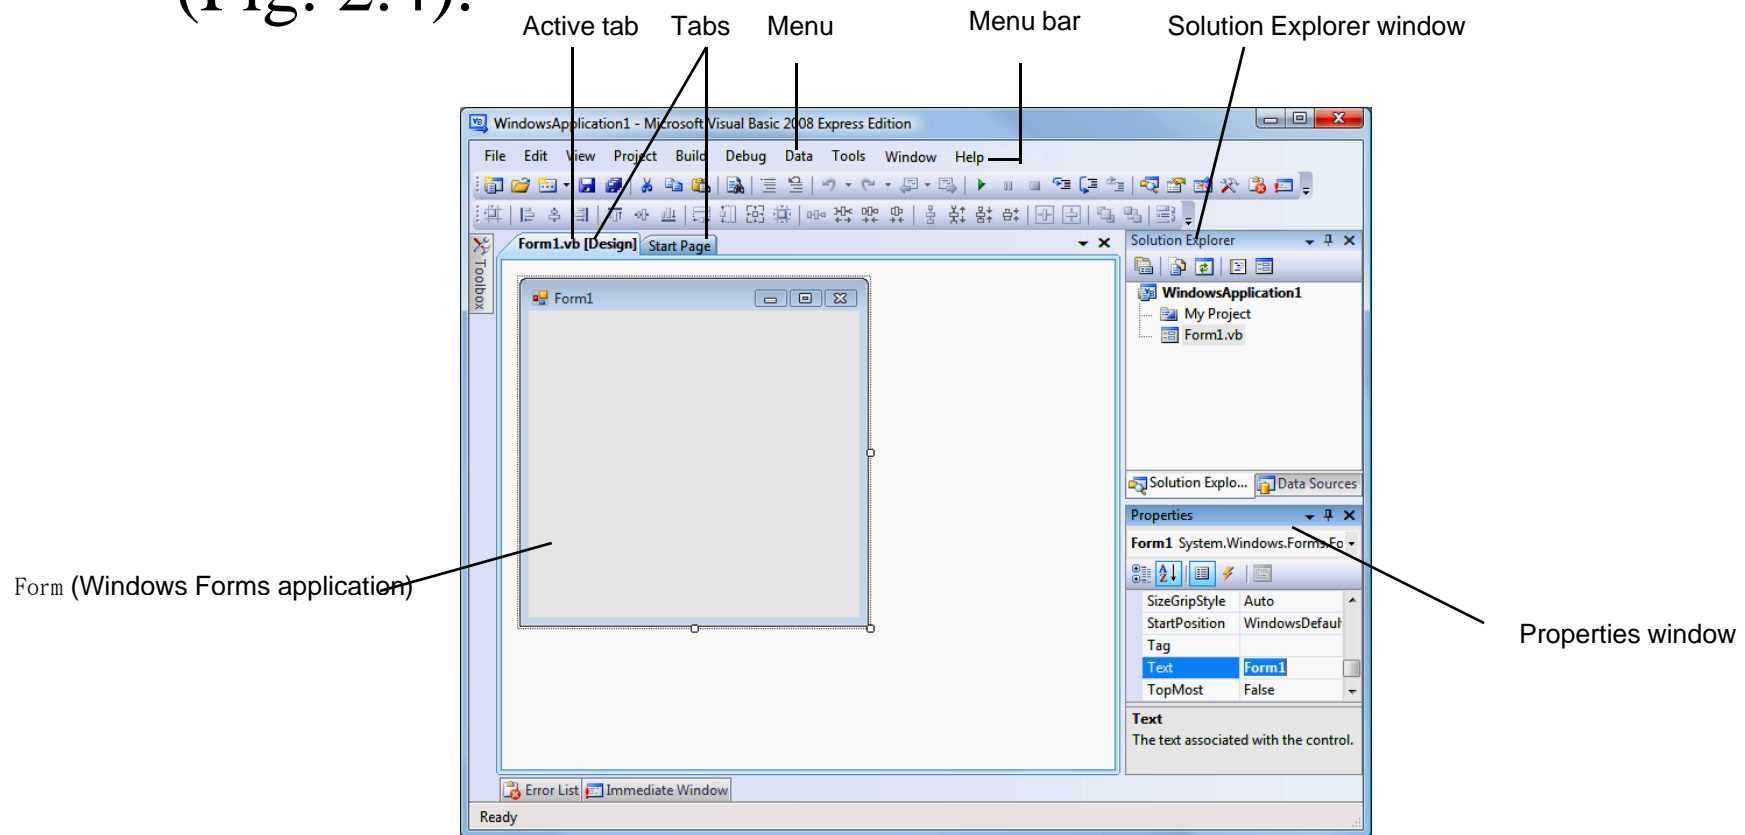 (Fig. 2.4).
Active tab Tabs Menu Menu bar Solution Explorer window
WindowsApplication1 - Microsoft Visual Basic 2008 Express Edition
File Edit View Project Build Debug Data Tools Window Help
Form1.vb [Design] Start Page
Solution Explorer
Toolbox
Form1
WindowsApplication1
My Project
Form1.vb
Solution Explo... Data Sources
Properties
Form1 System.Windows.Forms.Fo
Form (Windows Forms application)
SizeGripStyle Auto
StartPosition WindowsDefaul
Tag
Text Form1
TopMost False
Properties window
Text
The text associated with the control.
Error List Immediate Window
Ready